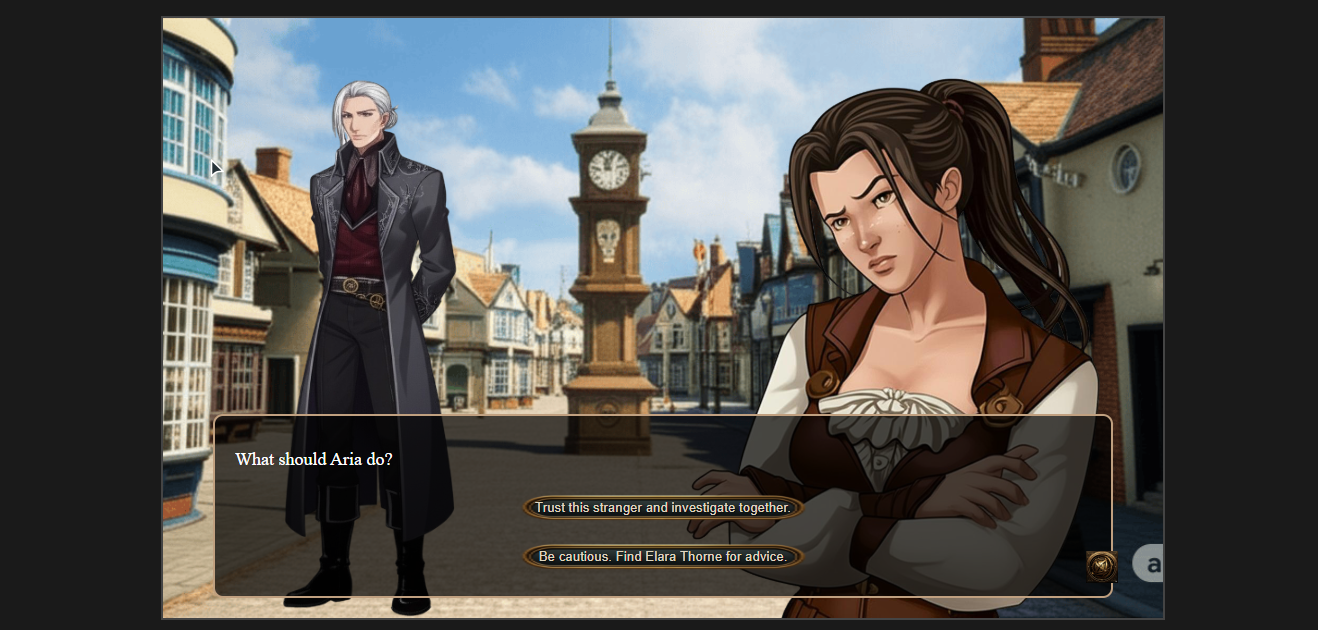 What should Aria do?
Trust this stranger and investigate together.
Be cautious. Find Elara Thorne for advice.
a